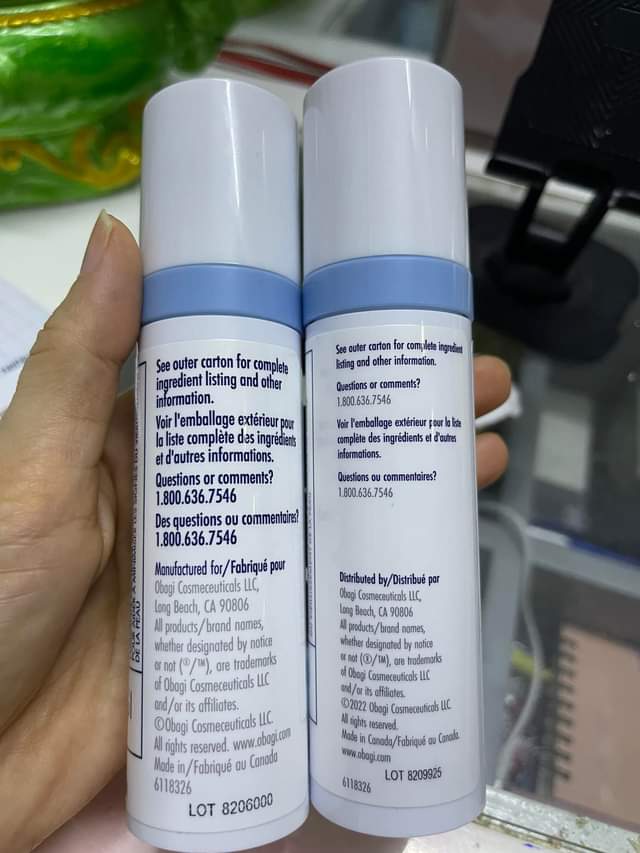 See outer carton for complete
ingredient listing and other
information.
Voir l'emballage extérieur pour
la liste complète des ingrédients
et d'autres informations.
Questions or comments?
1.800.636.7546
Des questions ou commentaires?
1.800.636.7546
Manufactured for/Fabriqué pour
Obagi Cosmeceuticals LLC,
Long Beach, CA 90806
All products/brand names,
whether designated by notice
or not (®/™), are trademarks
of Obagi Cosmeceuticals LLC
and/or its affiliates.
©Obagi Cosmeceuticals LLC.
All rights reserved. www.obagi.com
Made in/Fabriqué au Canada
6118326
LOT 8206000
DE LA PEAU
See outer carton for complete ingredient
listing and other information.
Questions or comments?
1.800.636.7546
Voir l'emballage extérieur pour la liste
complète des ingrédients et d'autres
informations.
Questions ou commentaires?
1.800.636.7546
Distributed by/Distribué par
Obagi Cosmeceuticals LLC,
Long Beach, CA 90806
All products/brand names,
whether designated by notice
or not (®/™), are trademarks
of Obagi Cosmeceuticals LLC
and/or its affiliates.
©2022 Obagi Cosmeceuticals LLC
All rights reserved.
Made in Canada/Fabriqué au Canada.
www.obagi.com
6118326
LOT 8209925